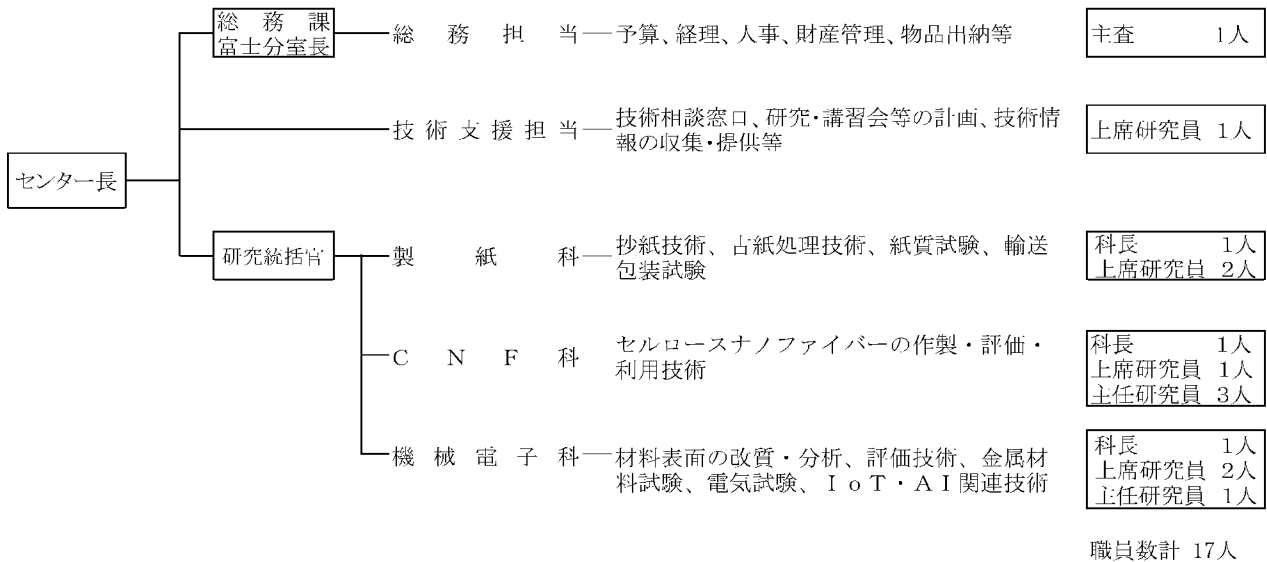 総務課
富士分室長
総務担当
予算、経理、人事、財産管理、物品出納等
主査 1人
技術支援担当
技術相談窓口、研究・講習会等の計画、技術情
報の収集・提供等
上席研究員 1人
センター長
研究統括官
製紙科
抄紙技術、古紙処理技術、紙質試験、輸送
包装試験
科長 1人
上席研究員 2人
CNF科
セルロースナノファイバーの作製・評価・
利用技術
科長 1人
上席研究員 1人
主任研究員 3人
機械電子科
材料表面の改質・分析、評価技術、金属材
料試験、電気試験、IoT・AI関連技術
科長 1人
上席研究員 2人
主任研究員 1人
職員数計 17人